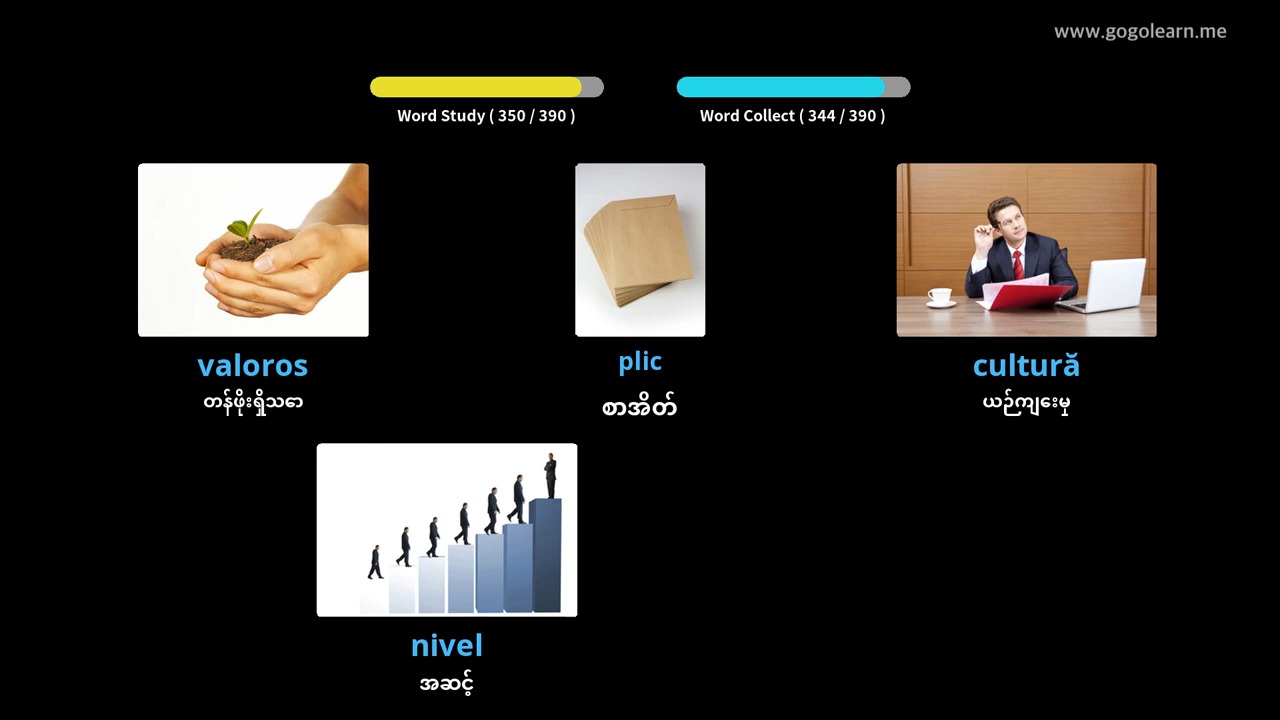 www.gogolearn.me
Word Study ( 350 / 390 )
Word Collect ( 344 / 390 )
valoros
တန်ဖိုးရှိသော
plic
စာအိတ်
cultură
ယဉ်ကျေးမှု
nivel
အဆင့်